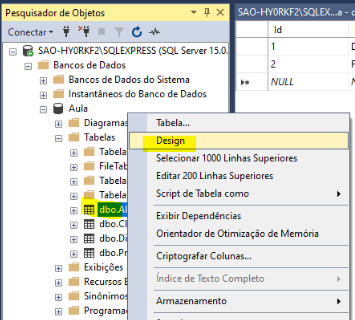 Pesquisador de Objetos
SAO-HY0RKF2\SQLEX...a - d
Conectar
SAO-HY0RKF2\SQLEXPRESS (SQL Server 15.0.
Bancos de Dados
Bancos de Dados do Sistema
Instantâneos do Banco de Dados
Aula
Diagramas
Tabelas
Tabela
FileTab
Tabela
Tabela
dbo.Al
dbo.Cl
dbo.Di
dbo.Pr
Exibições
Recursos E
Sinônimos
Programa
Id
1
2
NULL
Tabela...
Design
Selecionar 1000 Linhas Superiores
Editar 200 Linhas Superiores
Script de Tabela como
Exibir Dependências
Orientador de Otimização de Memória
Criptografar Colunas...
Índice de Texto Completo
Armazenamento